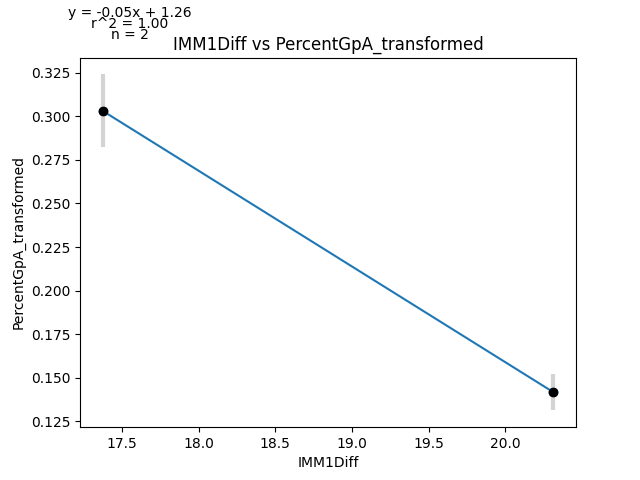 y = -0.05x + 1.26
r^2 = 1.00
n = 2
IMM1Diff vs PercentGpA_transformed
PercentGpA_transformed
0.325
0.300
0.275
0.250
0.225
0.200
0.175
0.150
0.125
17.5 18.0 18.5 19.0 19.5 20.0
IMM1Diff